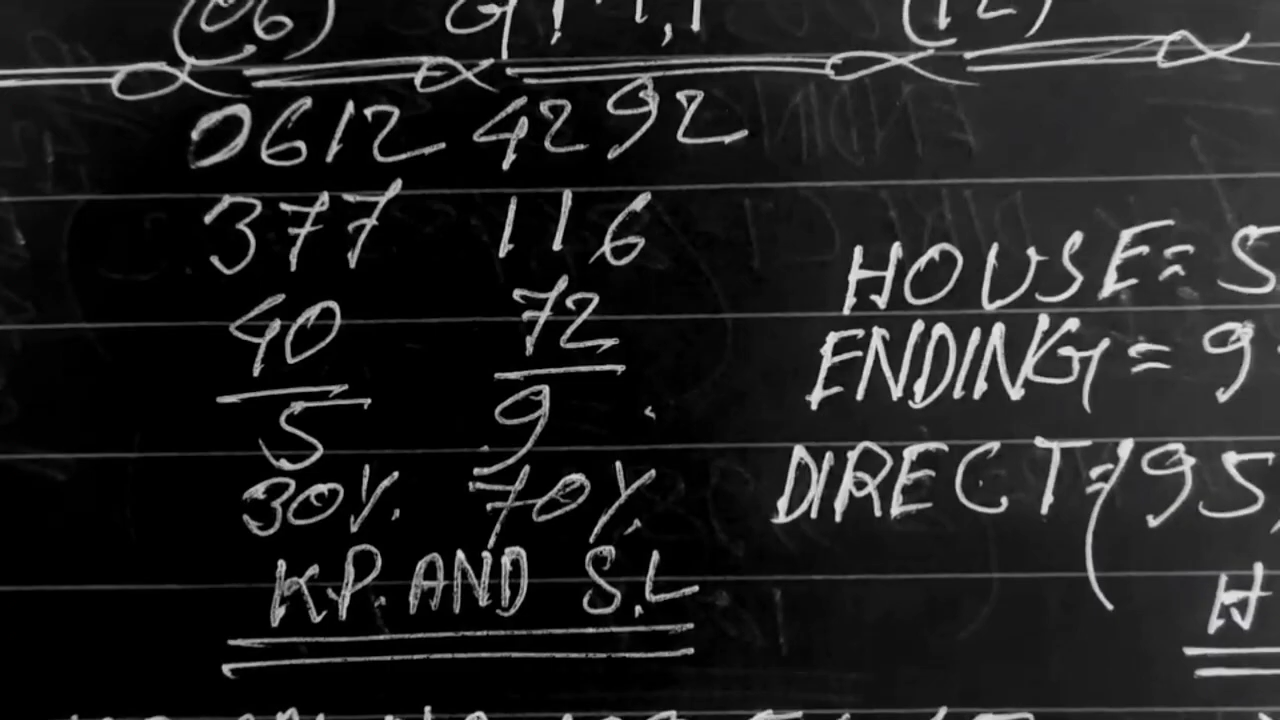 (06) G (12)
0612 4292
377 116
40 72
5 9
30% 70%
K.P. AND S.L
HOUSE = 5
ENDING = 9
DIRECT = (95,
H